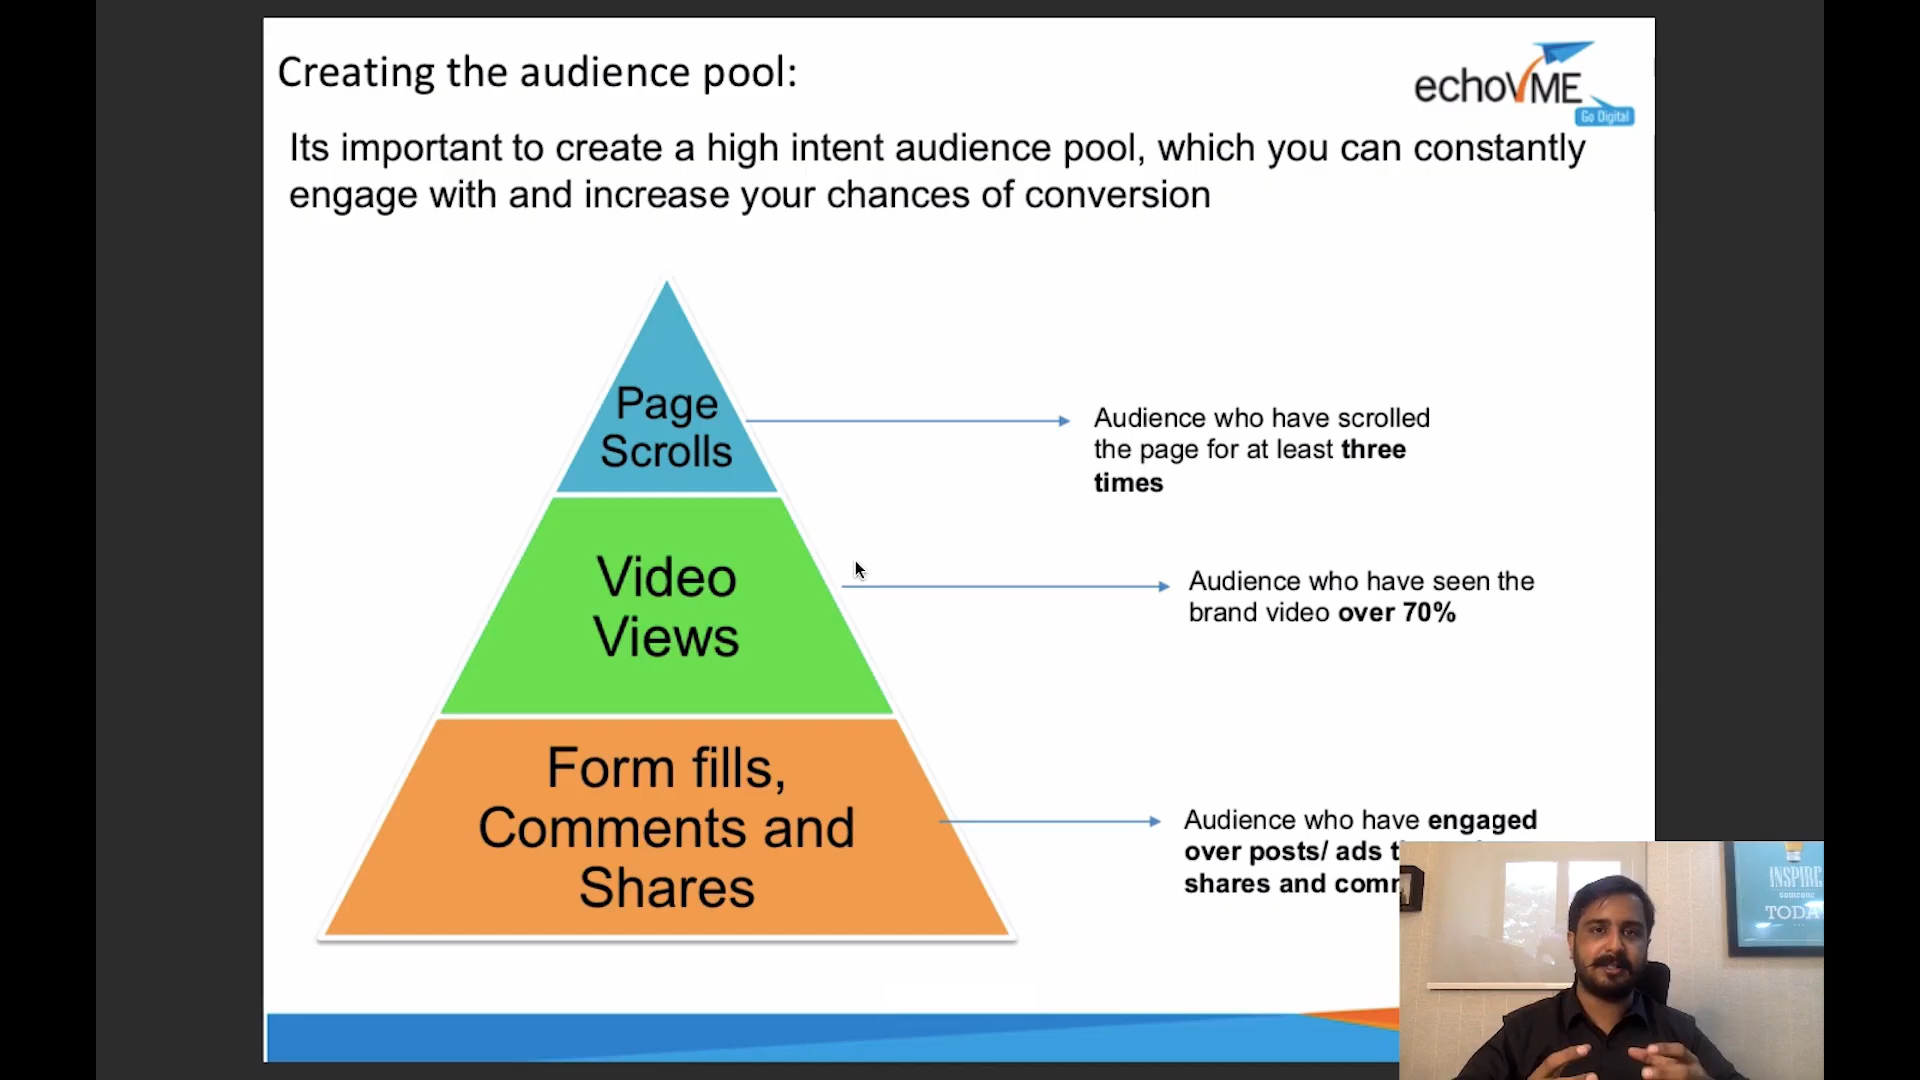 Creating the audience pool:
echoVME
Go Digital
Its important to create a high intent audience pool, which you can constantly
engage with and increase your chances of conversion
Page
Scrolls
Audience who have scrolled
the page for at least three
times
Video
Views
Audience who have seen the
brand video over 70%
Form fills,
Comments and
Shares
Audience who have engaged
over posts/ ads
shares and
INSPIRE
someone